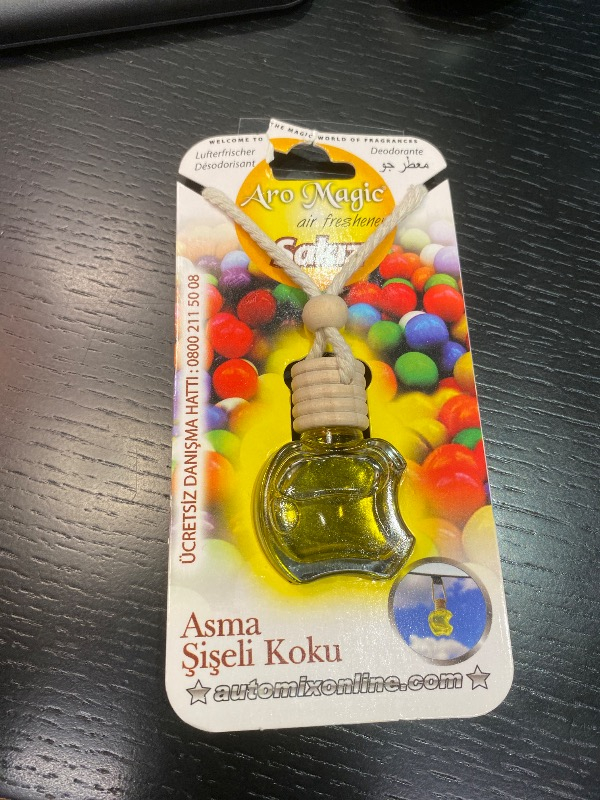 WELCOME TO THE MAGIC WORLD OF FRAGRANCES
Lufterfrischer
Désodorisant
Deodorante
معطر جو
Aro Magic
air freshener
ÜCRETSİZ DANIŞMA HATTI : 0800 211 50 08
Asma
Şişeli Koku
automixonline.com